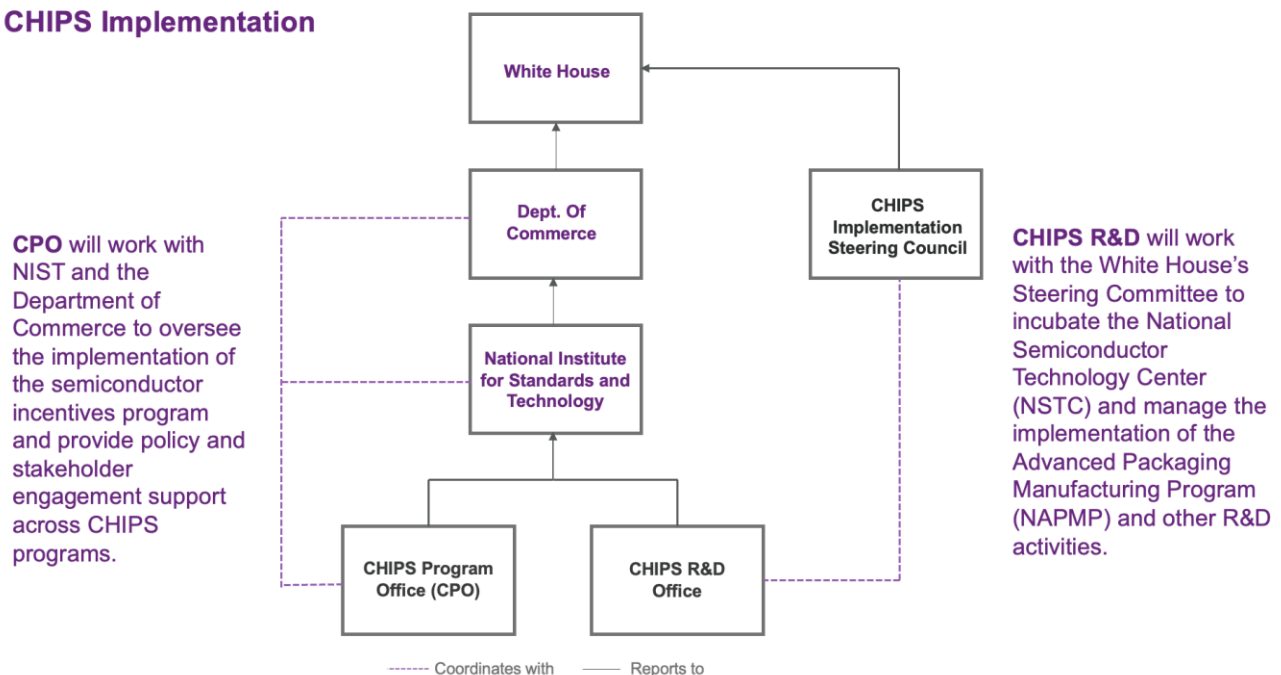 CHIPS Implementation
White House
Dept. Of
Commerce
CHIPS
Implementation
Steering Council
CPO will work with
NIST and the
Department of
Commerce to oversee
the implementation of
the semiconductor
incentives program
and provide policy and
stakeholder
engagement support
across CHIPS
programs.
National Institute
for Standards and
Technology
CHIPS R&D will work
with the White House’s
Steering Committee to
incubate the National
Semiconductor
Technology Center
(NSTC) and manage the
implementation of the
Advanced Packaging
Manufacturing Program
(NAPMP) and other R&D
activities.
CHIPS Program
Office (CPO)
CHIPS R&D
Office
Coordinates with
Reports to